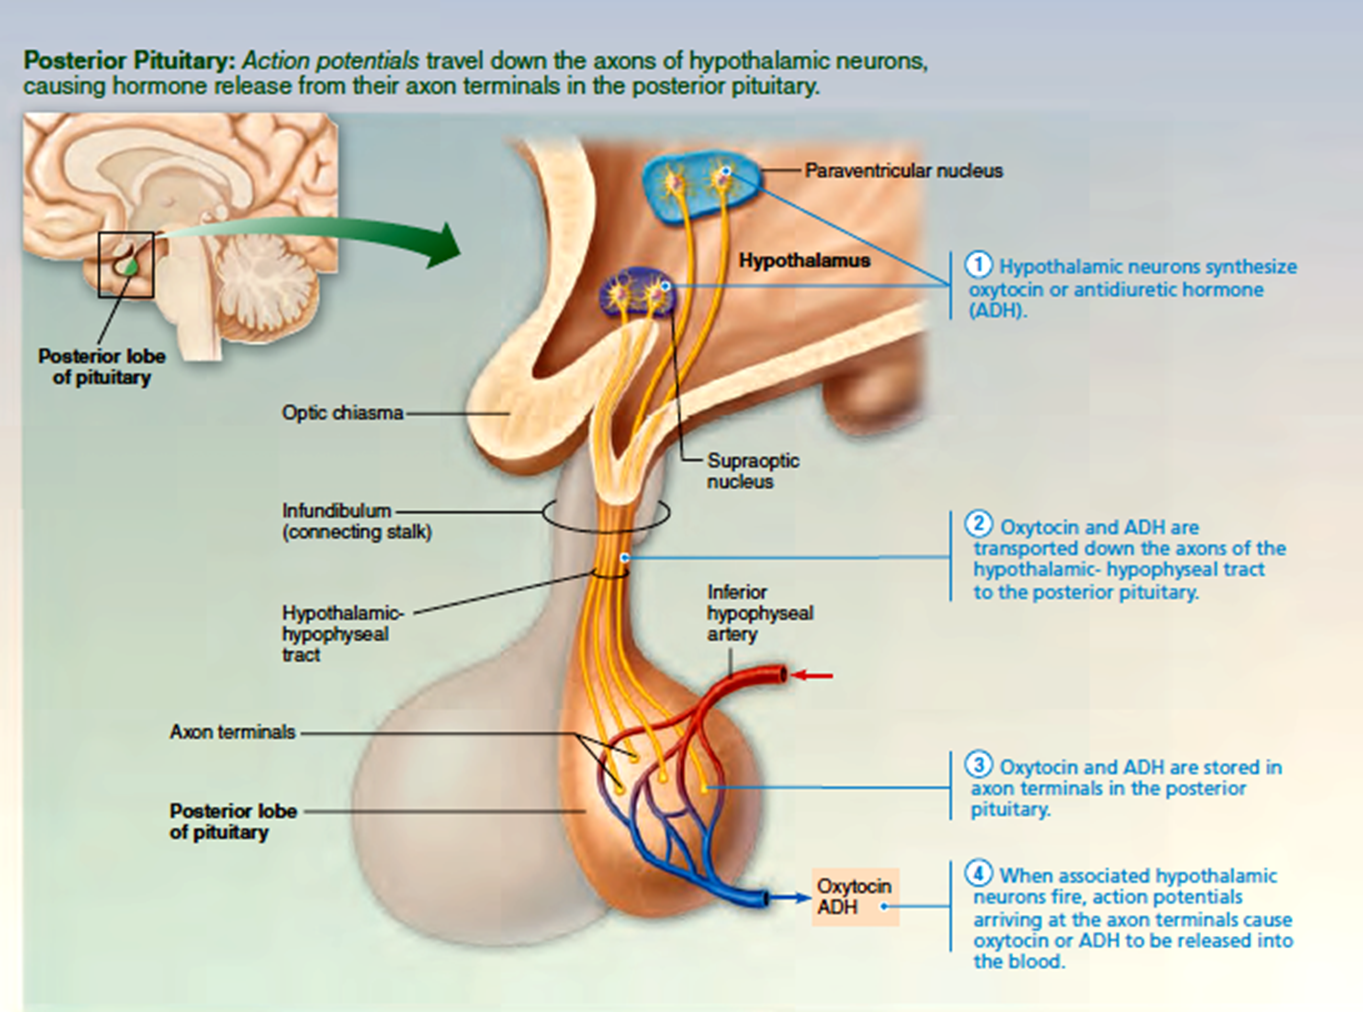 Posterior Pituitary: Action potentials travel down the axons of hypothalamic neurons,
causing hormone release from their axon terminals in the posterior pituitary.
Posterior lobe
of pituitary
Paraventricular nucleus
Hypothalamus
1 Hypothalamic neurons synthesize
oxytocin or antidiuretic hormone
(ADH).
Optic chiasma
Supraoptic
nucleus
Infundibulum
(connecting stalk)
2 Oxytocin and ADH are
transported down the axons of the
hypothalamic- hypophyseal tract
to the posterior pituitary.
Hypothalamic-
hypophyseal
tract
Inferior
hypophyseal
artery
Axon terminals
3 Oxytocin and ADH are stored in
axon terminals in the posterior
pituitary.
Posterior lobe
of pituitary
Oxytocin
ADH
4 When associated hypothalamic
neurons fire, action potentials
arriving at the axon terminals cause
oxytocin or ADH to be released into
the blood.